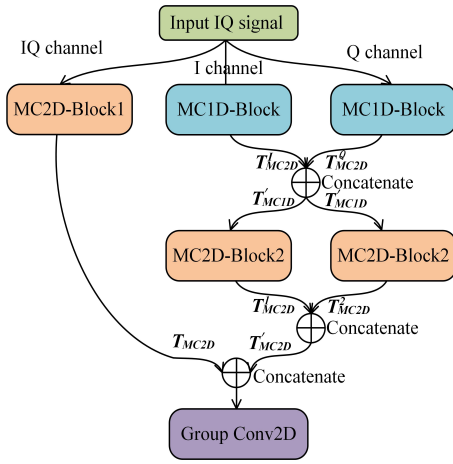 Input IQ signal
IQ channel
I channel
Q channel
MC2D-Block1
MC1D-Block
MC1D-Block
T^I_MC2D
T^Q_MC2D
Concatenate
T'_MC1D
T'_MC1D
MC2D-Block2
MC2D-Block2
T^1_MC2D
T^2_MC2D
Concatenate
T_MC2D
T'_MC2D
Concatenate
Group Conv2D